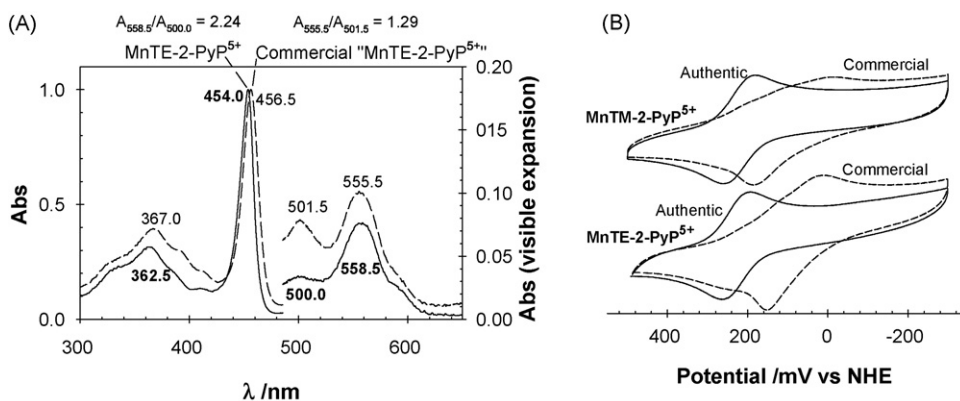 (A)
A558.5/A500.0 = 2.24
A555.5/A501.5 = 1.29
MnTE-2-PyP5+
Commercial "MnTE-2-PyP5+"
454.0
456.5
367.0
362.5
501.5
555.5
500.0
558.5
Abs
1.0
0.5
0.0
Abs (visible expansion)
0.20
0.15
0.10
0.05
0.00
300
400
500
600
λ /nm
(B)
Authentic
Commercial
MnTM-2-PyP5+
Commercial
Authentic
MnTE-2-PyP5+
400
200
0
-200
Potential /mV vs NHE